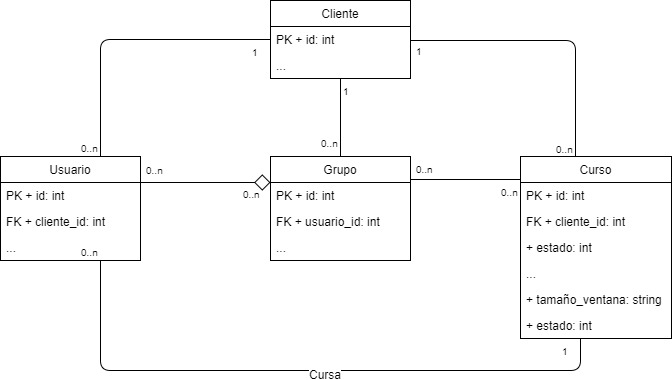 Cliente
PK + id: int
...
1
1
1
0..n
0..n
0..n
Usuario
PK + id: int
FK + cliente_id: int
...
0..n
0..n
0..n
Grupo
PK + id: int
FK + usuario_id: int
...
0..n
0..n
Curso
PK + id: int
FK + cliente_id: int
+ estado: int
...
+ tamaño_ventana: string
+ estado: int
1
Cursa